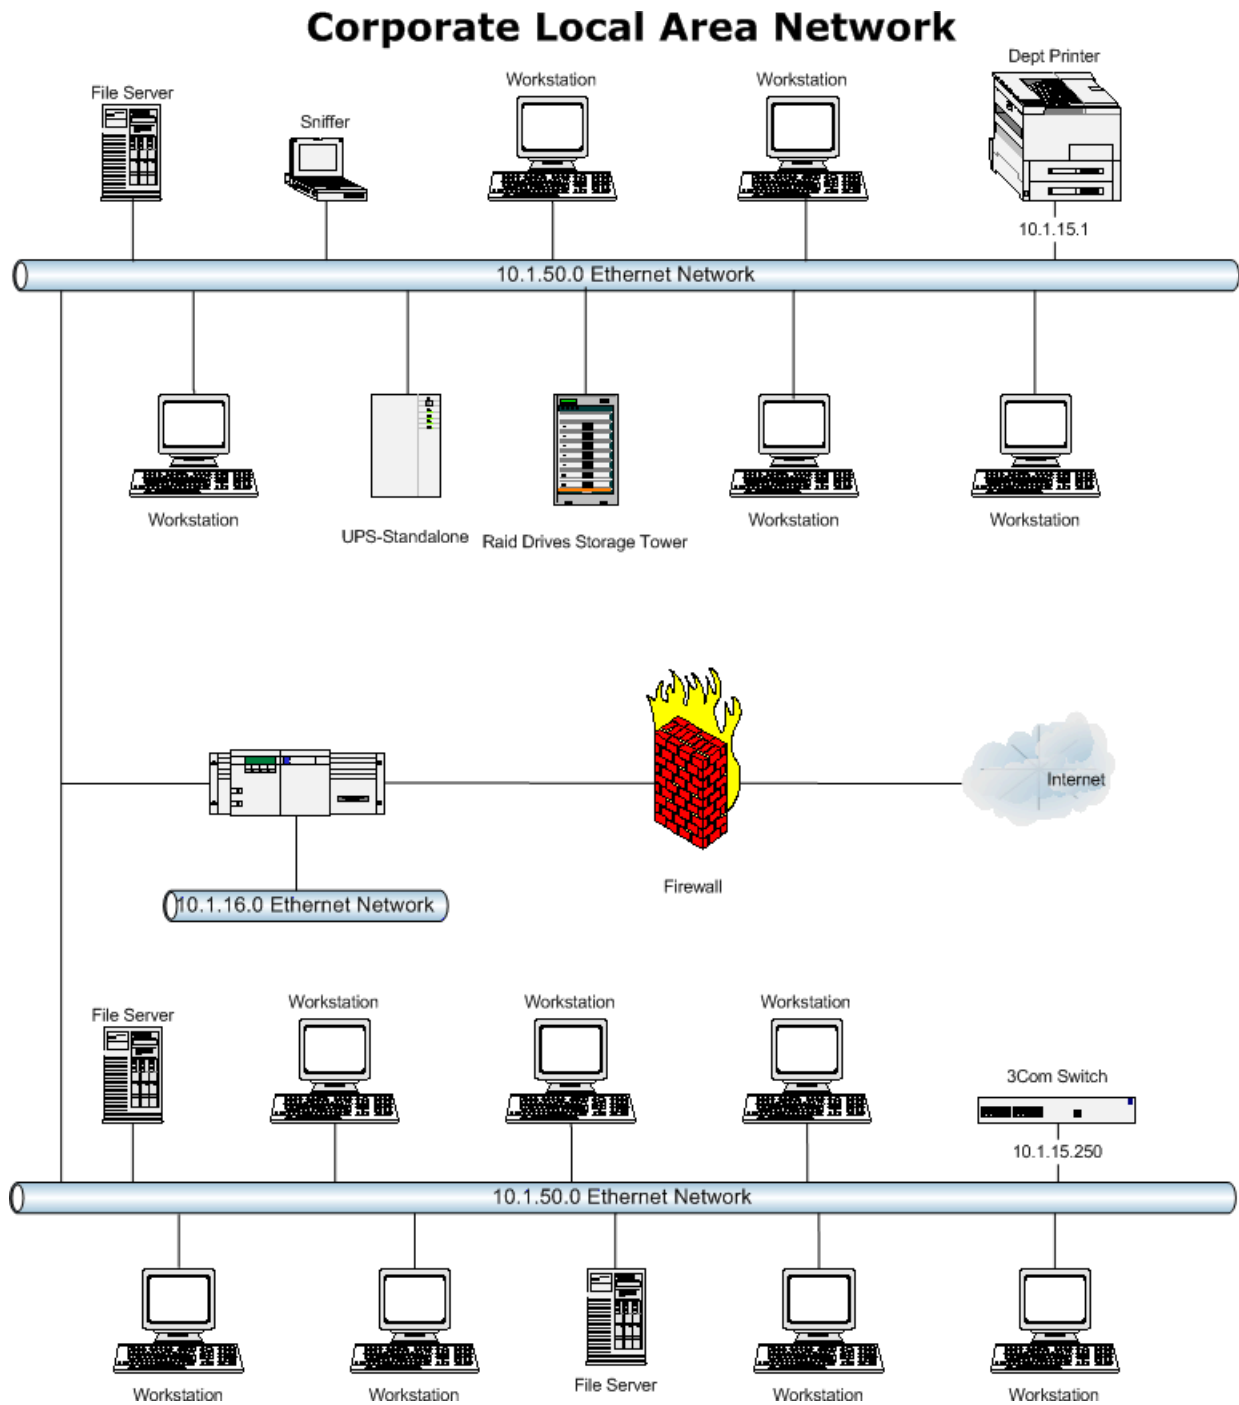 Corporate Local Area Network
Dept Printer
File Server
Sniffer
Workstation
Workstation
10.1.15.1
10.1.50.0 Ethernet Network
Workstation
UPS-Standalone
Raid Drives Storage Tower
Workstation
Workstation
Internet
Firewall
10.1.16.0 Ethernet Network
File Server
Workstation
Workstation
Workstation
3Com Switch
10.1.15.250
10.1.50.0 Ethernet Network
Workstation
Workstation
File Server
Workstation
Workstation